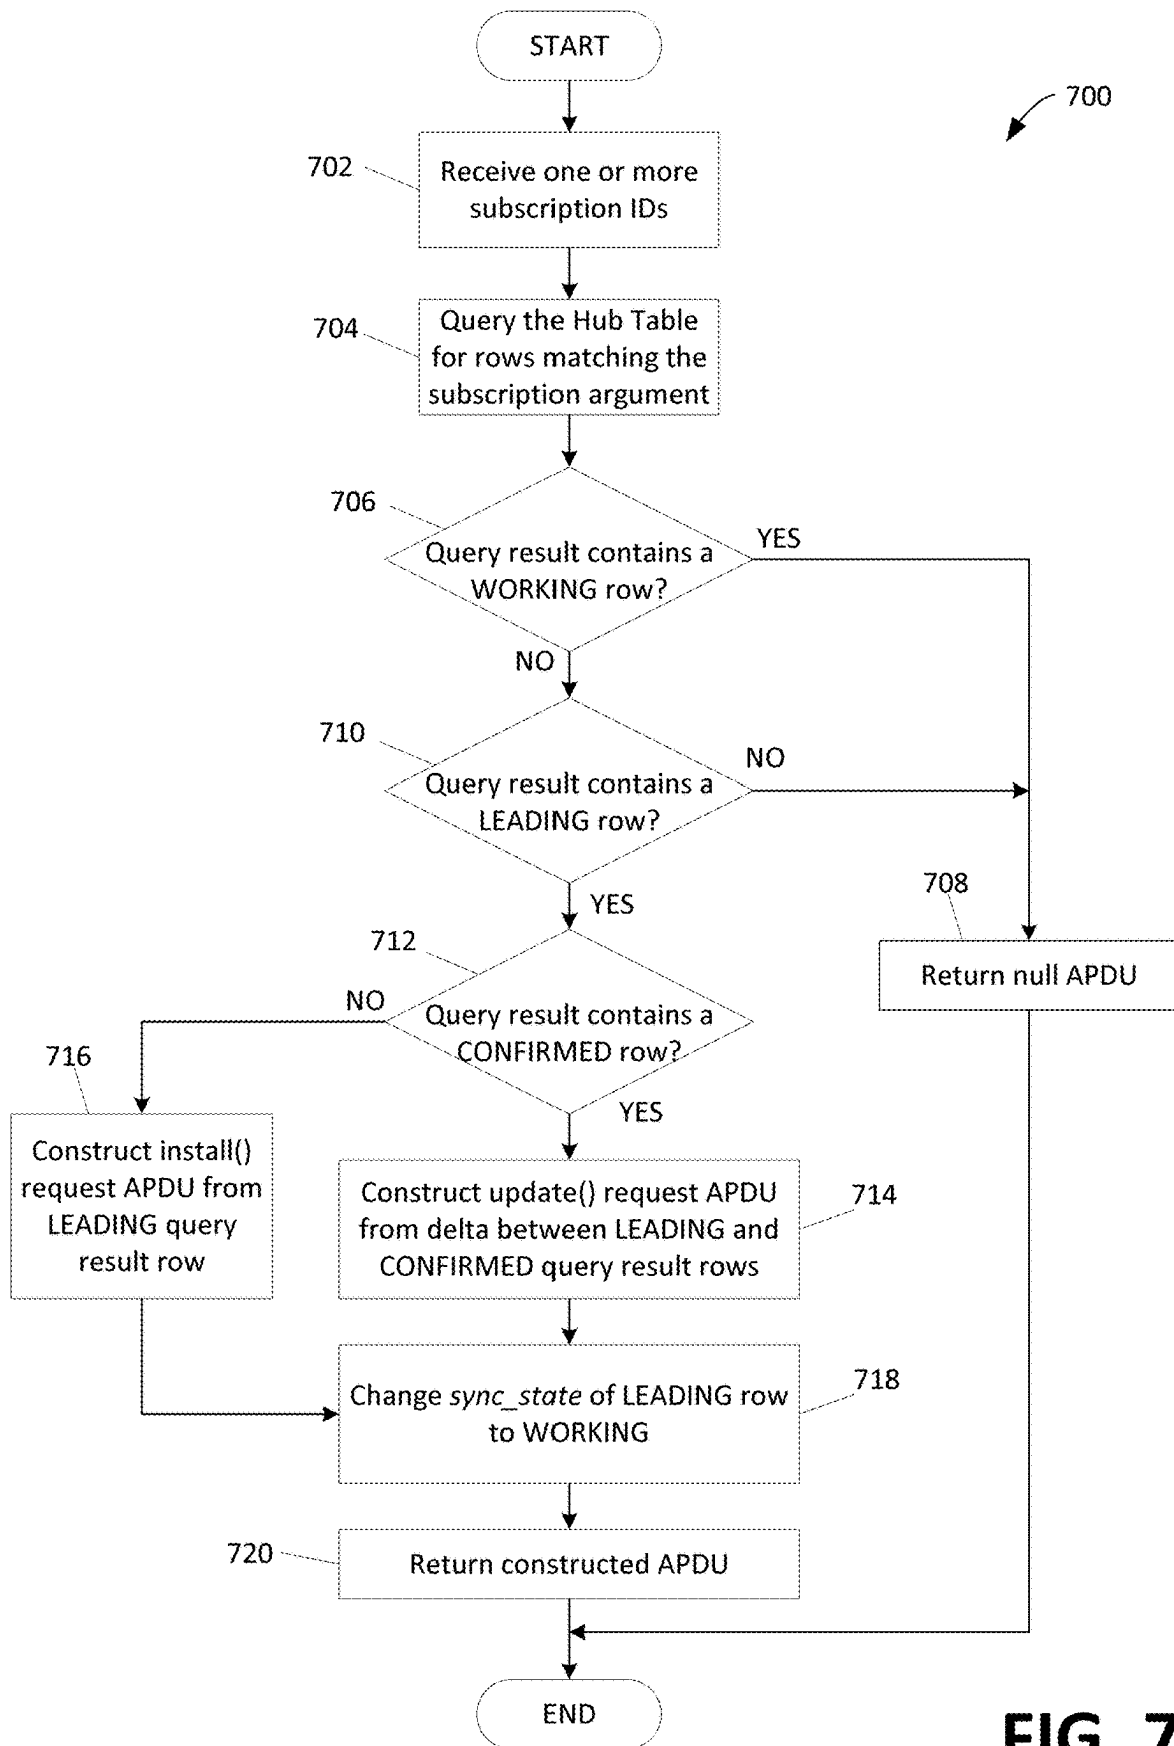 START
700
702
Receive one or more
subscription IDs
704
Query the Hub Table
for rows matching the
subscription argument
706
Query result contains a
WORKING row?
YES
NO
710
Query result contains a
LEADING row?
NO
YES
708
Return null APDU
712
Query result contains a
CONFIRMED row?
NO
YES
716
Construct install()
request APDU from
LEADING query
result row
Construct update() request APDU
from delta between LEADING and
CONFIRMED query result rows
714
Change sync_state of LEADING row
to WORKING
718
720
Return constructed APDU
END
FIG. 7